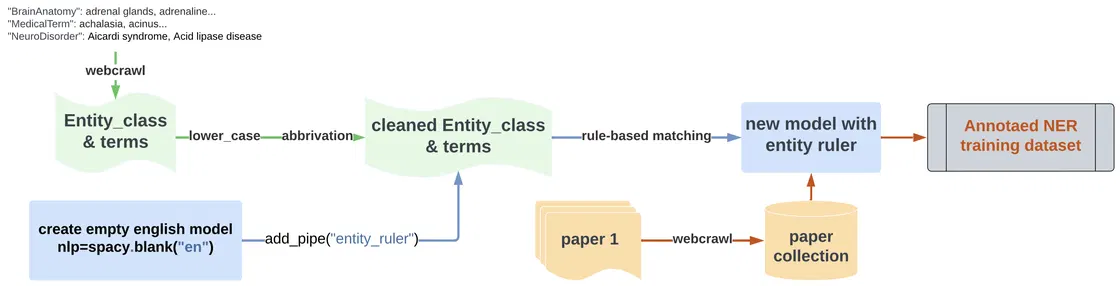 "BrainAnatomy": adrenal glands, adrenaline...
"MedicalTerm": achalasia, acinus...
"NeuroDisorder": Aicardi syndrome, Acid lipase disease
webcrawl
Entity_class
& terms
lower_case
abbrivation
cleaned Entity_class
& terms
rule-based matching
new model with
entity ruler
Annotaed NER
training dataset
create empty english model
nlp=spacy.blank("en")
add_pipe("entity_ruler")
paper 1
webcrawl
paper
collection